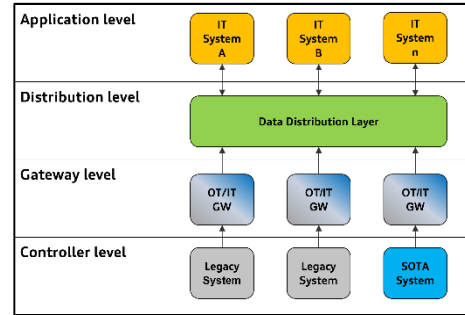 Application level
IT
System
A
IT
System
B
IT
System
n
Distribution level
Data Distribution Layer
Gateway level
OT/IT
GW
OT/IT
GW
OT/IT
GW
Controller level
Legacy
System
Legacy
System
SOTA
System